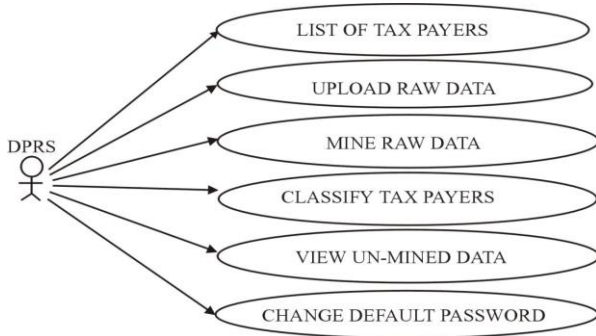 LIST OF TAX PAYERS
UPLOAD RAW DATA
MINE RAW DATA
DPRS
CLASSIFY TAX PAYERS
VIEW UN-MINED DATA
CHANGE DEFAULT PASSWORD